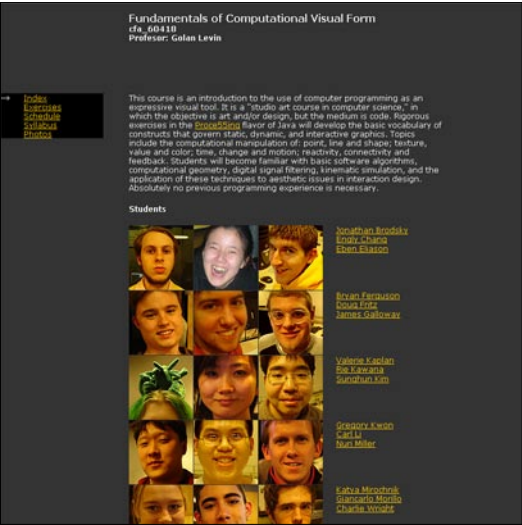 Fundamentals of Computational Visual Form
cfa_60418
Profesor: Golan Levin
Index
Exercises
Schedule
Syllabus
Photos
This course is an introduction to the use of computer programming as an
expressive visual tool. It is a "studio art course in computer science," in
which the objective is art and/or design, but the medium is code. Rigorous
exercises in the Proce55ing flavor of Java will develop the basic vocabulary of
constructs that govern static, dynamic, and interactive graphics. Topics
include the computational manipulation of: point, line and shape; texture,
value and color; time, change and motion; reactivity, connectivity and
feedback. Students will become familiar with basic software algorithms,
computational geometry, digital signal filtering, kinematic simulation, and the
application of these techniques to aesthetic issues in interaction design.
Absolutely no previous programming experience is necessary.
Students
Jonathan Brodsky
Engly Chang
Eben Eliason
Bryan Ferguson
Doug Fritz
James Galloway
Valerie Kaplan
Rie Kawana
Sunghun Kim
Gregory Kwon
Carl Li
Nuri Miller
Katya Mirochnik
Giancarlo Morillo
Charlie Wright